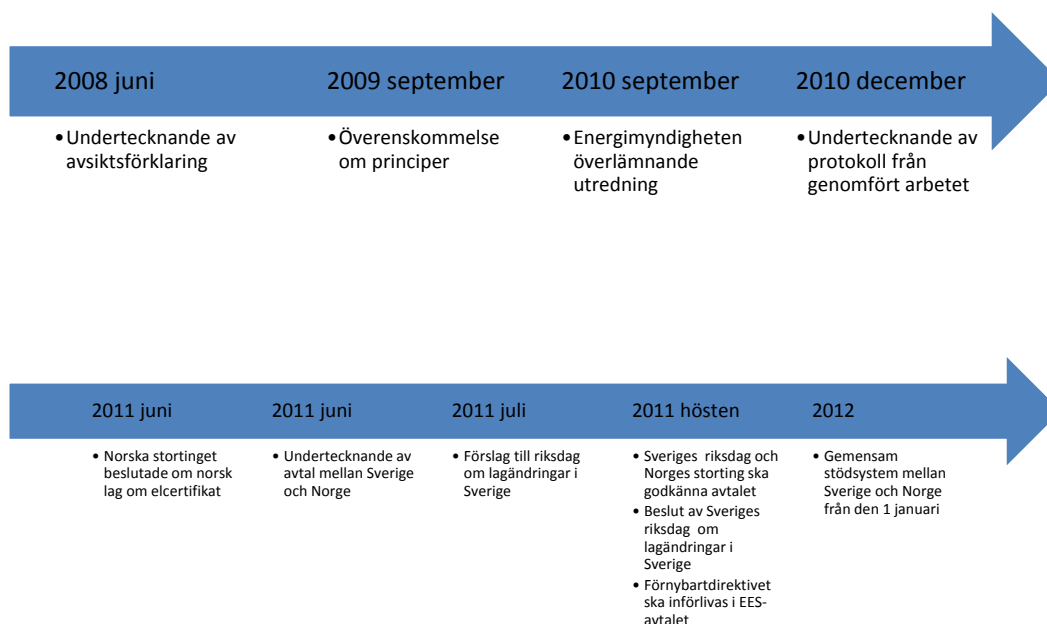 2008 juni
•Undertecknande av
avsiktsförklaring
2009 september
•Överenskommelse
om principer
2010 september
•Energimyndigheten
överlämnande
utredning
2010 december
•Undertecknande av
protokoll från
genomfört arbetet
2011 juni
• Norska stortinget
beslutade om norsk
lag om elcertifikat
2011 juni
• Undertecknande av
avtal mellan Sverige
och Norge
2011 juli
• Förslag till riksdag
om lagändringar i
Sverige
2011 hösten
• Sveriges riksdag och
Norges storting ska
godkänna avtalet
• Beslut av Sveriges
riksdag om
lagändringar i
Sverige
• Förnybartdirektivet
ska införlivas i EES-
avtalet
2012
• Gemensam
stödsystem mellan
Sverige och Norge
från den 1 januari